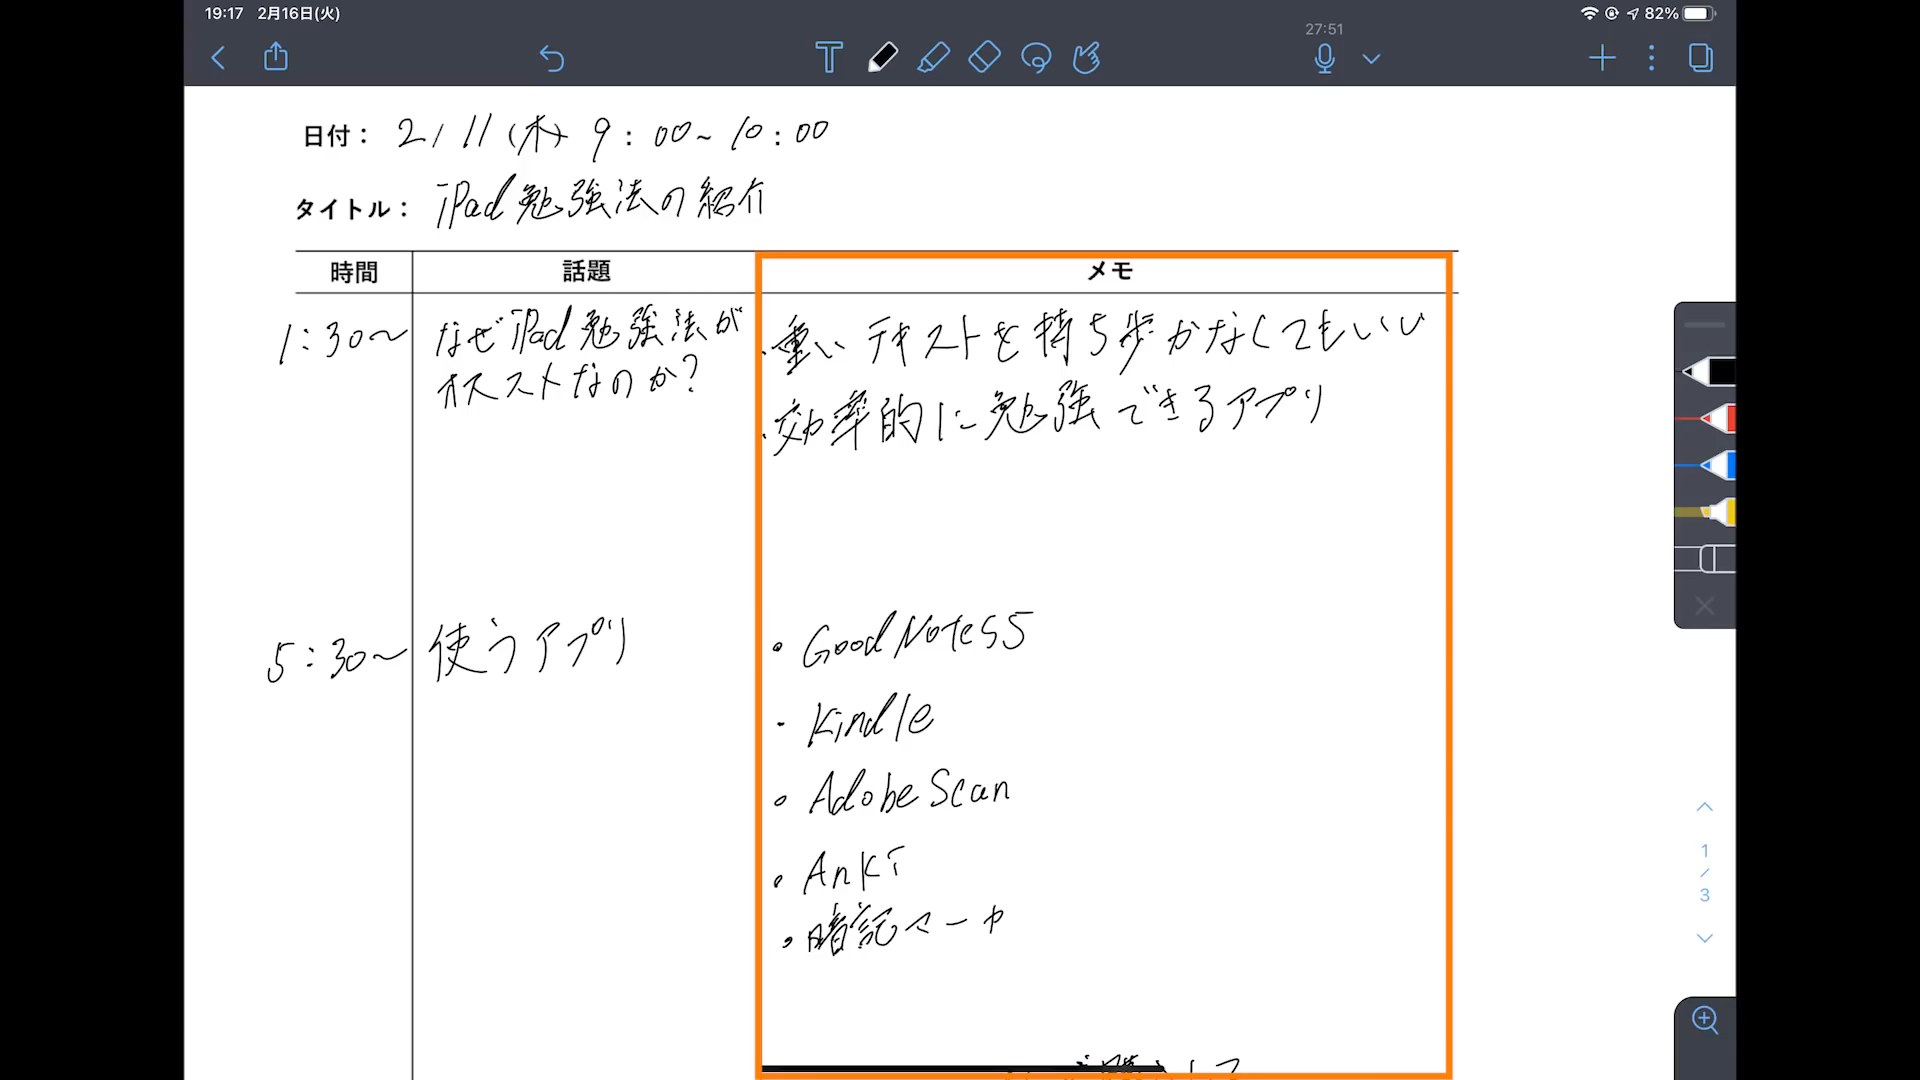 19:17 2月16日(火) 82%
27:51
日付： 2/11(木) 9:00~10:00
タイトル： iPad勉強法の紹介
時間 話題 メモ
1:30~ なぜiPad勉強法が ・重いテキストを持ち歩かなくてもいい
オススメなのか? ・効率的に勉強できるアプリ
5:30~ 使うアプリ ・GoodNotes5
・Kindle
・Adobe Scan
・Anki
・暗記マーカ
1
/
3